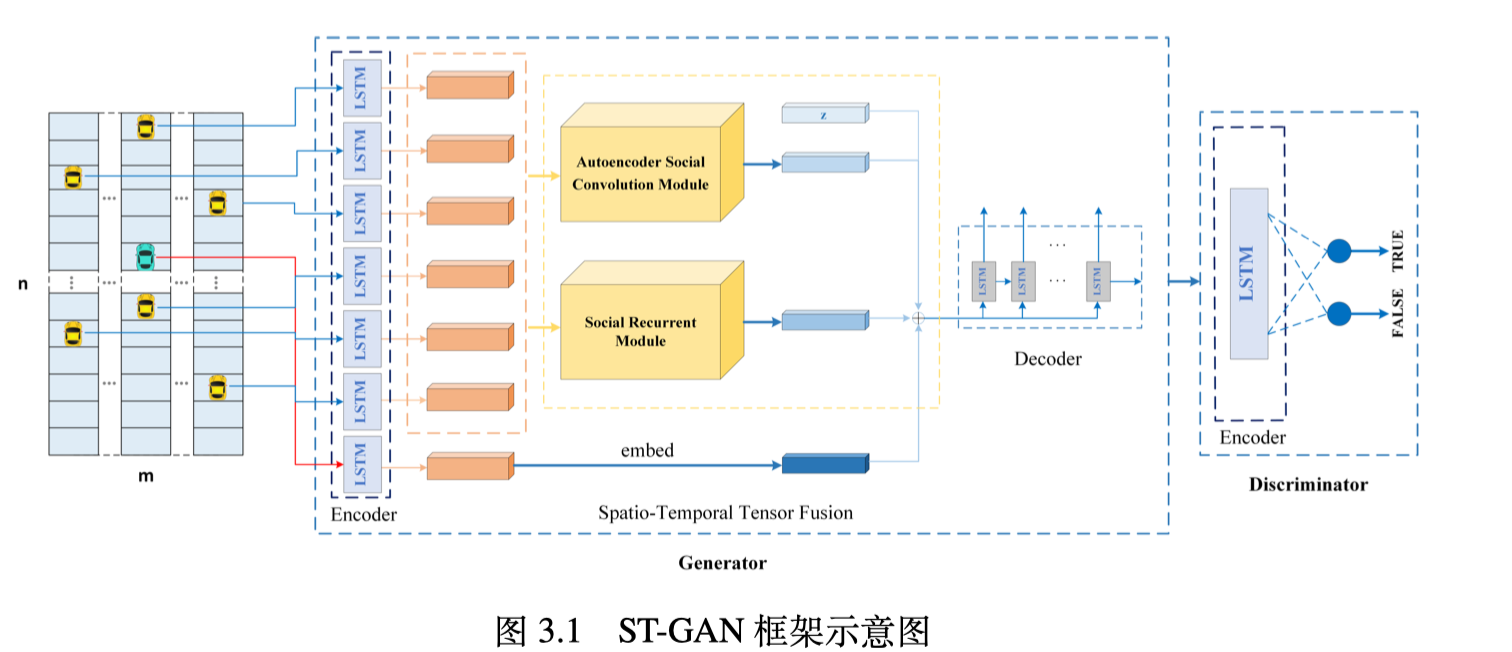 n
m
LSTM
LSTM
LSTM
LSTM
LSTM
LSTM
LSTM
Encoder
Autoencoder Social
Convolution Module
Social Recurrent
Module
z
embed
Spatio-Temporal Tensor Fusion
LSTM
LSTM
...
LSTM
Decoder
Generator
LSTM
Encoder
TRUE
FALSE
Discriminator
图 3.1 ST-GAN 框架示意图